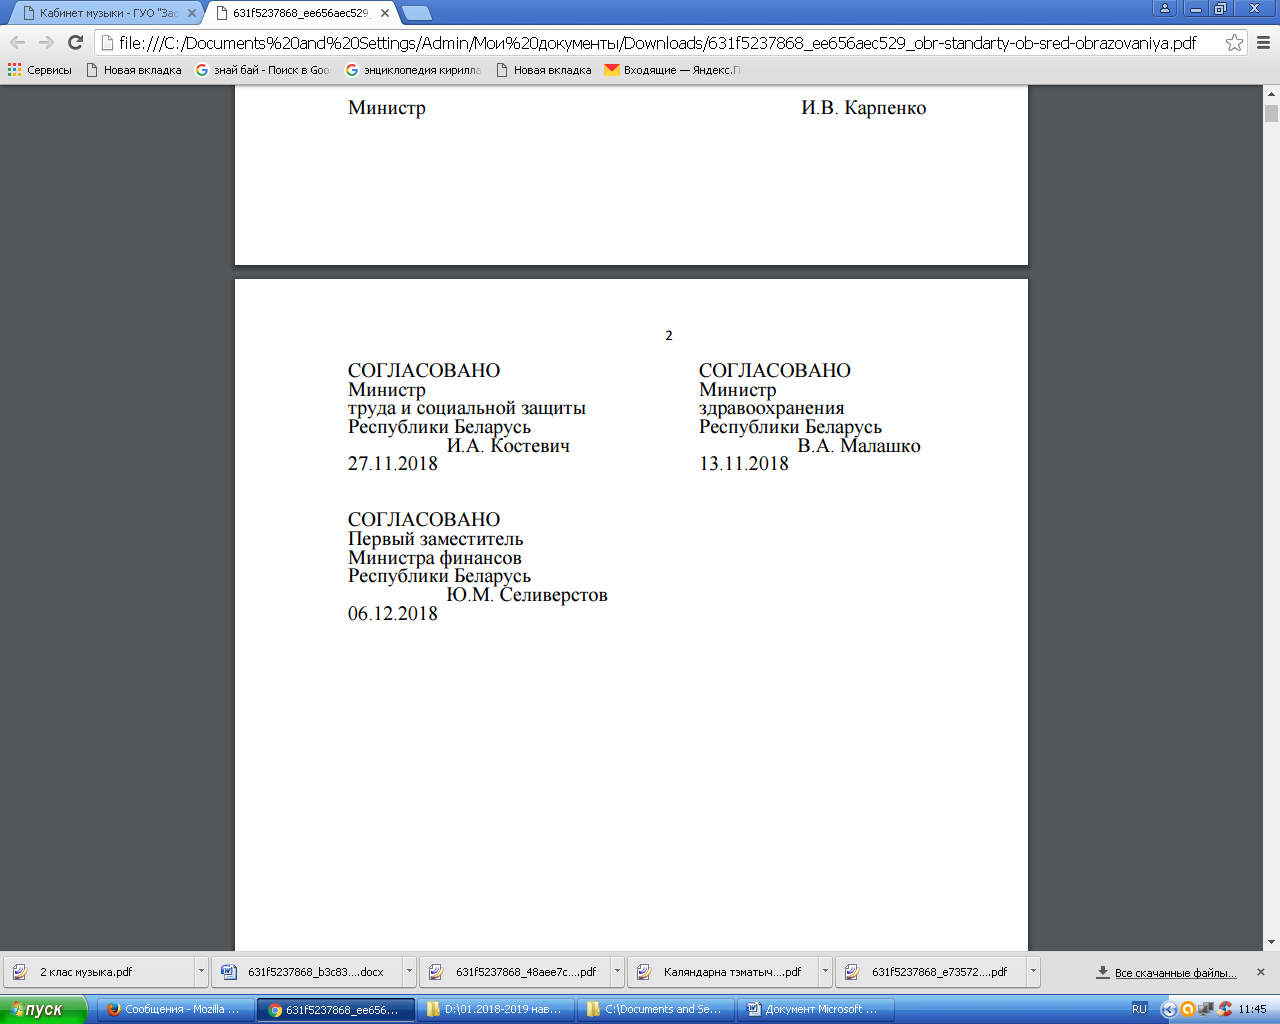 Кабинет музыки - ГУО "Зас
631f5237868_ee656aec529_
file:///C:/Documents%20and%20Settings/Admin/Мои%20документы/Downloads/631f5237868_ee656aec529_obr-standarty-ob-sred-obrazovaniya.pdf
Сервисы Новая вкладка знай бай - Поиск в Goo энциклопедия кирилла Новая вкладка Входящие — Яндекс.П
Министр И.В. Карпенко
2
СОГЛАСОВАНО
Министр
труда и социальной защиты
Республики Беларусь
И.А. Костевич
27.11.2018
СОГЛАСОВАНО
Министр
здравоохранения
Республики Беларусь
В.А. Малашко
13.11.2018
СОГЛАСОВАНО
Первый заместитель
Министра финансов
Республики Беларусь
Ю.М. Селиверстов
06.12.2018
2 клас музыка.pdf 631f5237868_b3c83....docx 631f5237868_48aee7c....pdf Каляндарна тэматыч....pdf 631f5237868_e73572....pdf Все скачанные файлы...
пуск Сообщения - Mozilla ... 631f5237868_ee656... D:\01.2018-2019 нав... C:\Documents and Se... Документ Microsoft ... RU 11:45